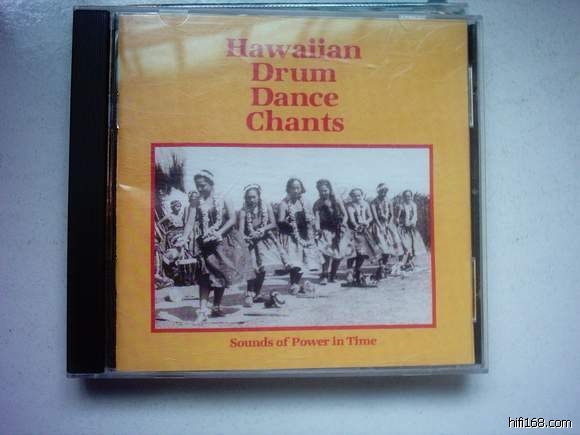 Hawaiian
Drum
Dance
Chants
Sounds of Power in Time
hifi168.com